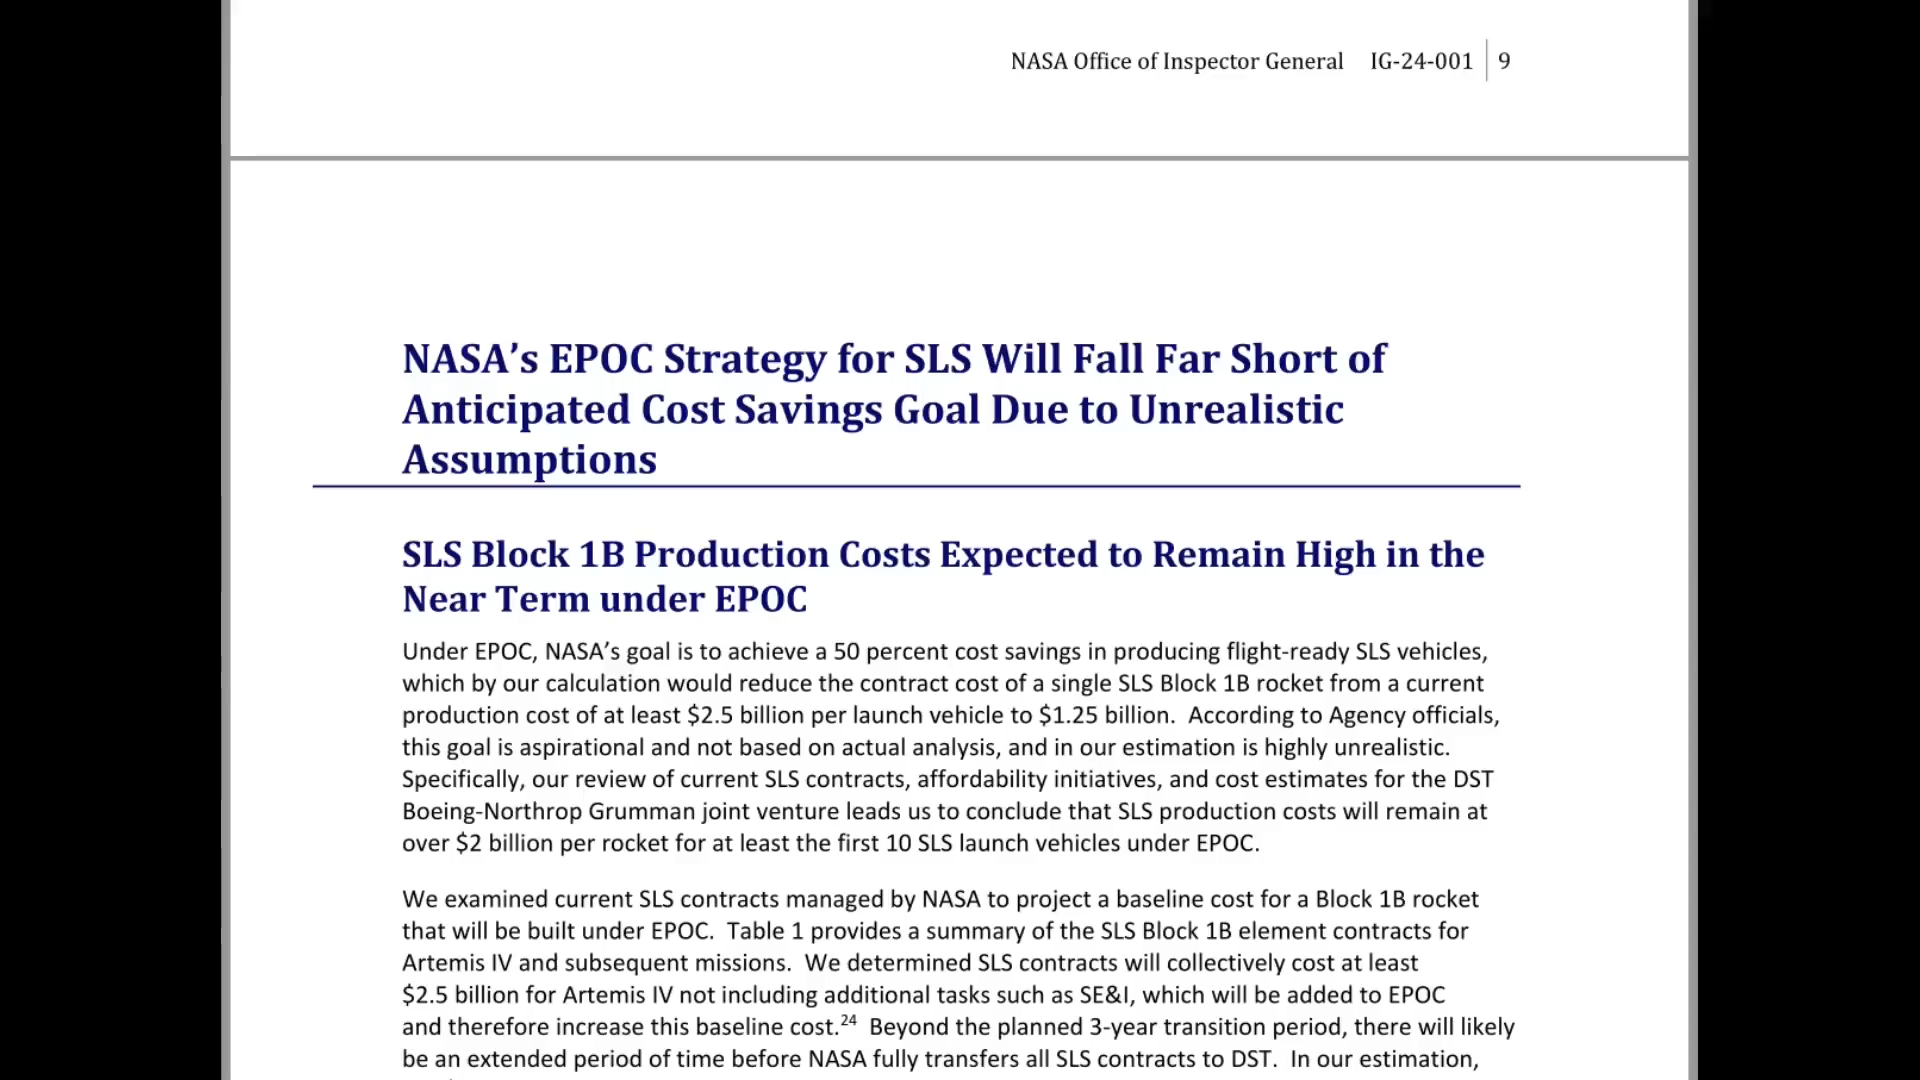 NASA Office of Inspector General IG-24-001 9
NASA’s EPOC Strategy for SLS Will Fall Far Short of
Anticipated Cost Savings Goal Due to Unrealistic
Assumptions
SLS Block 1B Production Costs Expected to Remain High in the
Near Term under EPOC
Under EPOC, NASA’s goal is to achieve a 50 percent cost savings in producing flight-ready SLS vehicles,
which by our calculation would reduce the contract cost of a single SLS Block 1B rocket from a current
production cost of at least $2.5 billion per launch vehicle to $1.25 billion. According to Agency officials,
this goal is aspirational and not based on actual analysis, and in our estimation is highly unrealistic.
Specifically, our review of current SLS contracts, affordability initiatives, and cost estimates for the DST
Boeing-Northrop Grumman joint venture leads us to conclude that SLS production costs will remain at
over $2 billion per rocket for at least the first 10 SLS launch vehicles under EPOC.
We examined current SLS contracts managed by NASA to project a baseline cost for a Block 1B rocket
that will be built under EPOC. Table 1 provides a summary of the SLS Block 1B element contracts for
Artemis IV and subsequent missions. We determined SLS contracts will collectively cost at least
$2.5 billion for Artemis IV not including additional tasks such as SE&I, which will be added to EPOC
and therefore increase this baseline cost.24 Beyond the planned 3-year transition period, there will likely
be an extended period of time before NASA fully transfers all SLS contracts to DST. In our estimation,